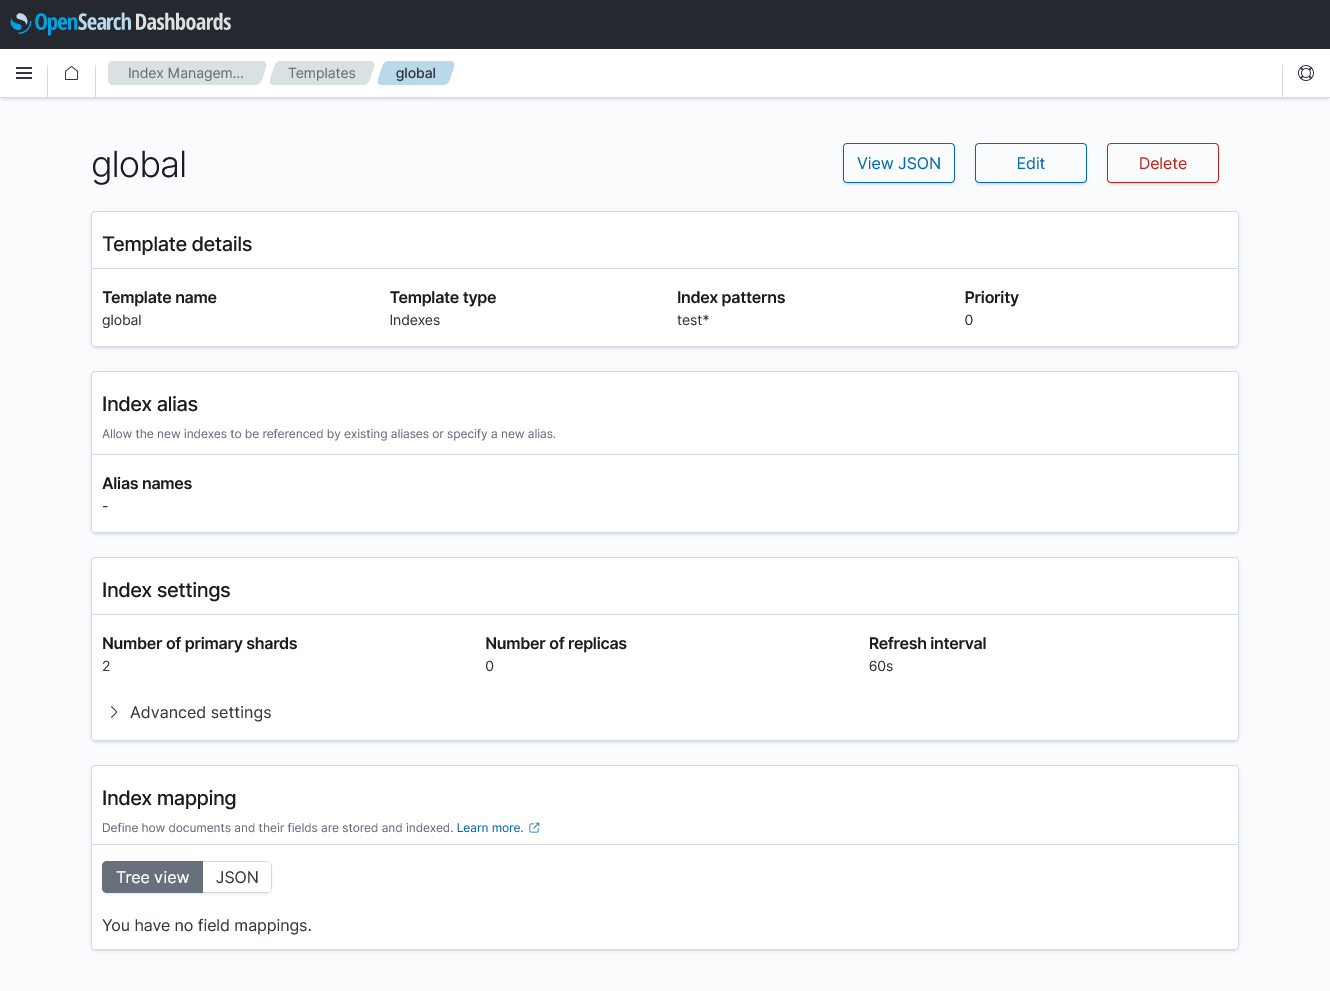 OpenSearch Dashboards
Index Managem... Templates global
global
View JSON Edit Delete
Template details
Template name Template type Index patterns Priority
global Indexes test* 0
Index alias
Allow the new indexes to be referenced by existing aliases or specify a new alias.
Alias names
-
Index settings
Number of primary shards Number of replicas Refresh interval
2 0 60s
Advanced settings
Index mapping
Define how documents and their fields are stored and indexed. Learn more.
Tree view JSON
You have no field mappings.